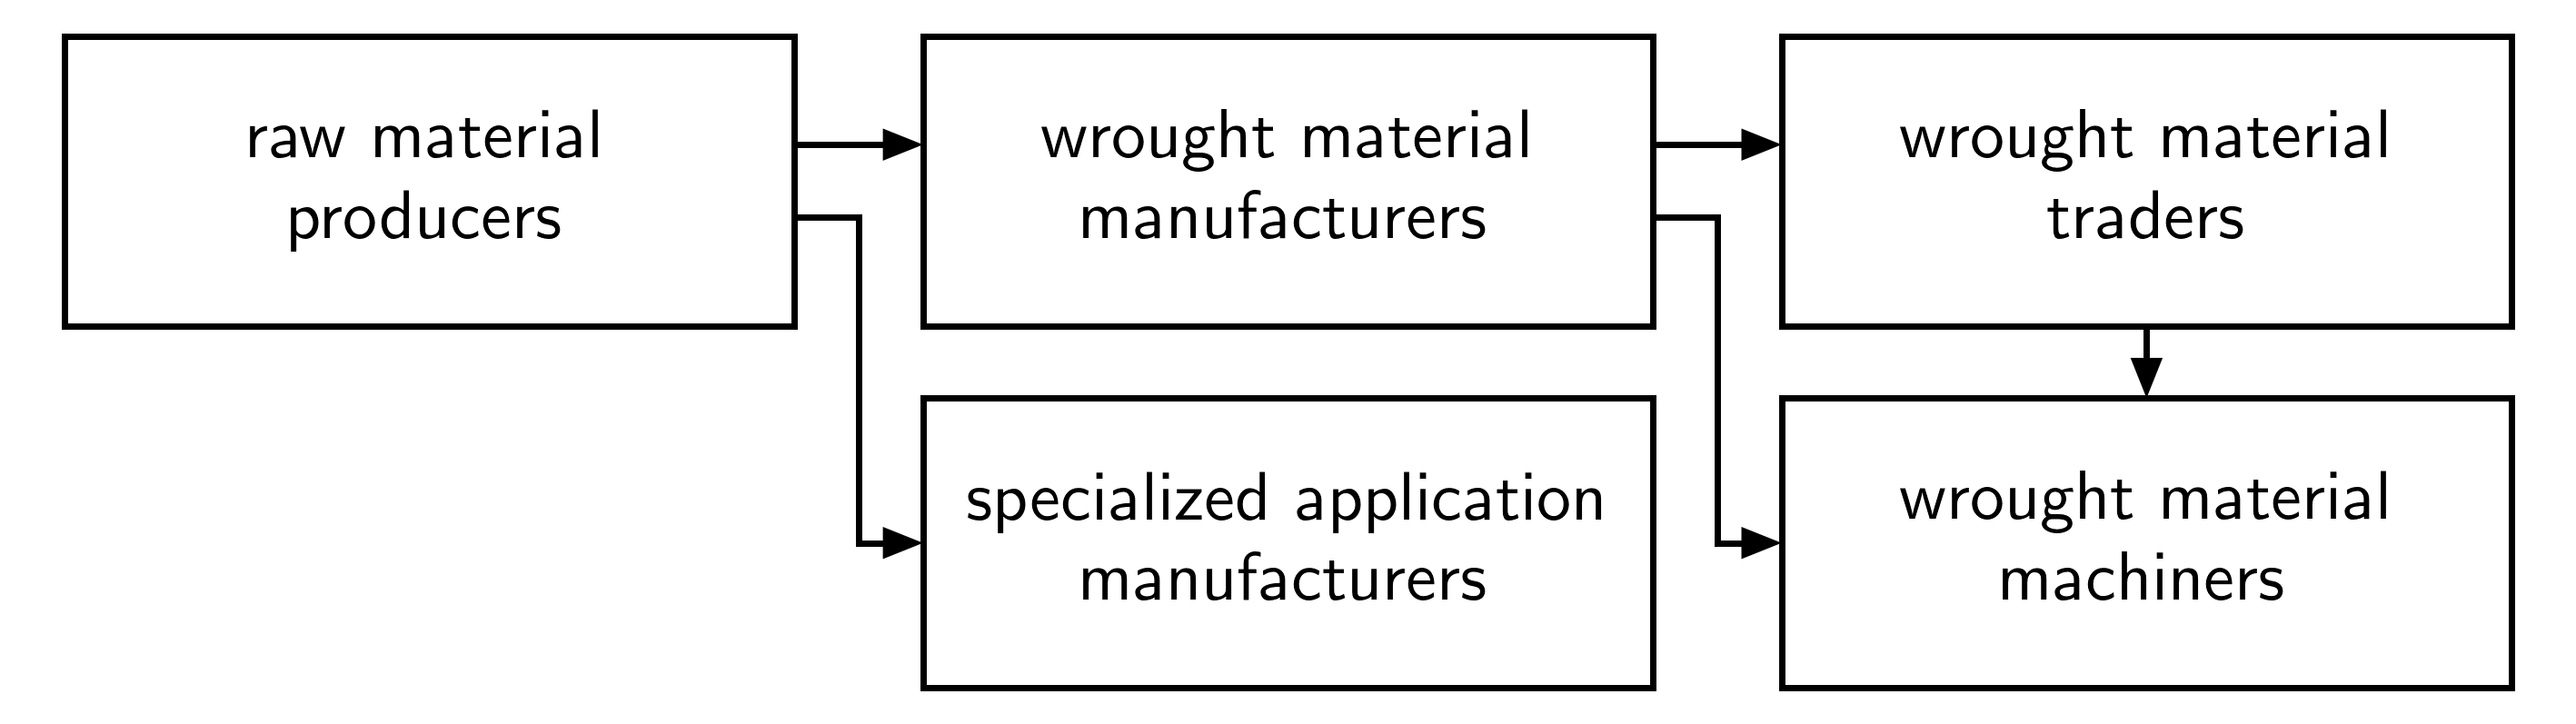 raw material
producers
wrought material
manufacturers
wrought material
traders
specialized application
manufacturers
wrought material
machiners